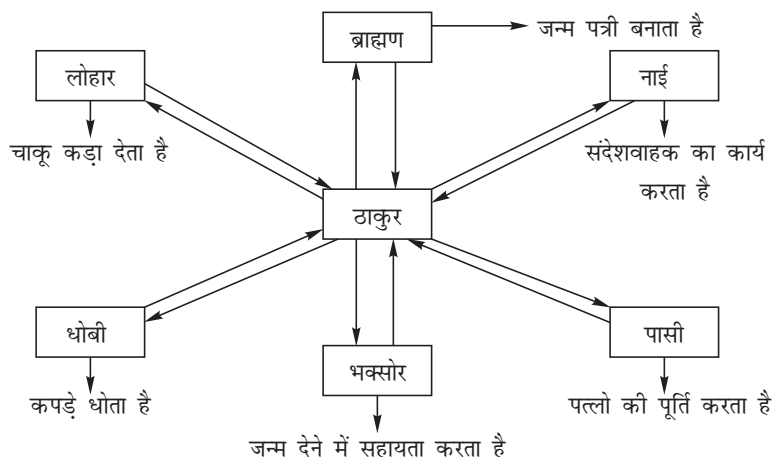 ब्राह्मण
जन्म पत्री बनाता है
लोहार
नाई
चाकू कड़ा देता है
संदेशवाहक का कार्य
करता है
ठाकुर
धोबी
भक्सोर
पासी
कपड़े धोता है
पत्लो की पूर्ति करता है
जन्म देने में सहायता करता है